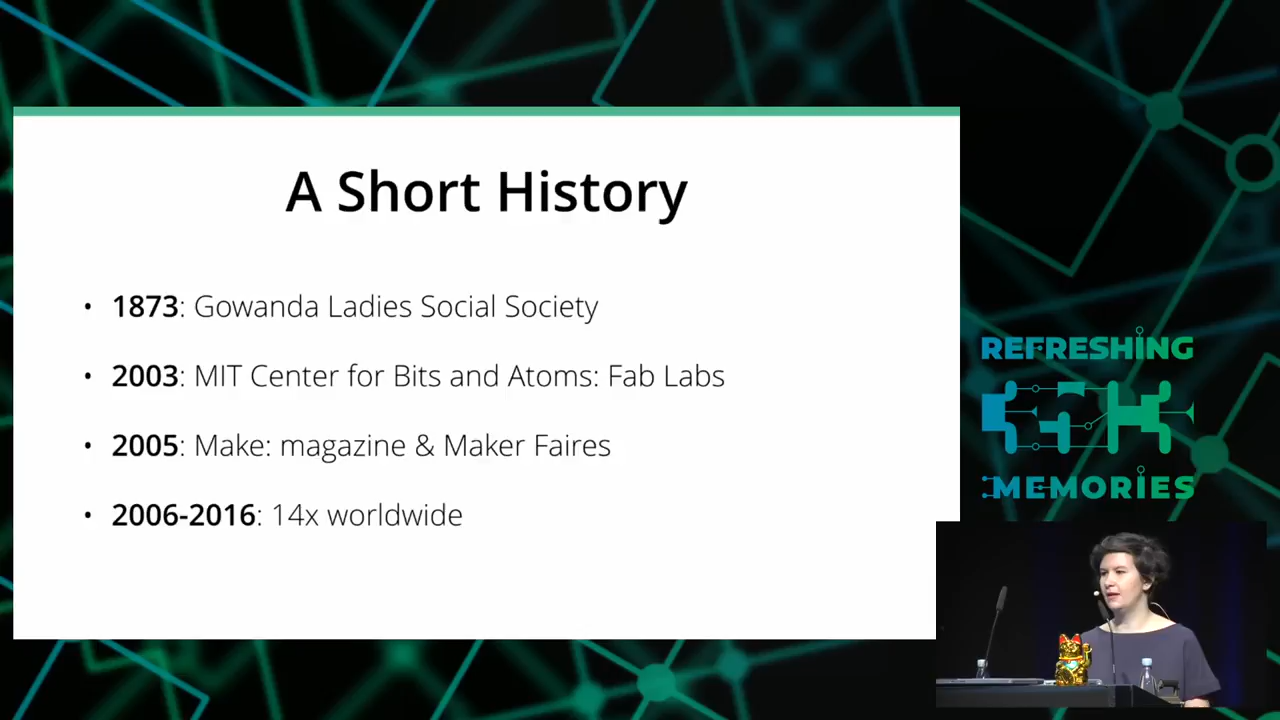 A Short History
• 1873: Gowanda Ladies Social Society
• 2003: MIT Center for Bits and Atoms: Fab Labs
• 2005: Make: magazine & Maker Faires
• 2006-2016: 14x worldwide
REFRESHING
MEMORIES